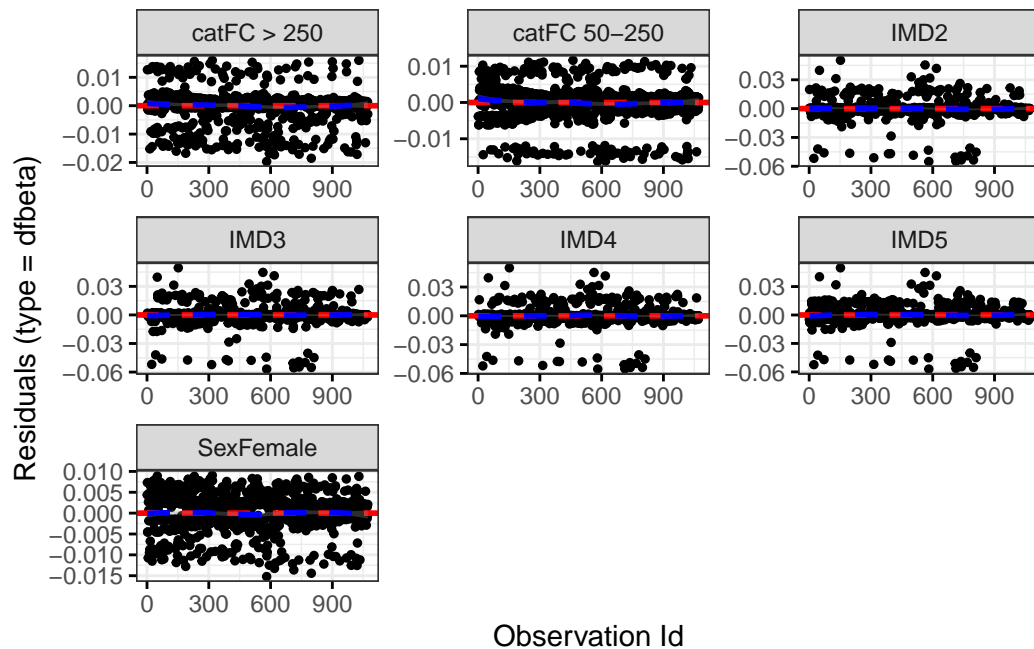 catFC > 250
catFC 50−250
IMD2
0.01
0.00
−0.01
−0.02
0.01
0.00
−0.01
0.03
0.00
−0.03
−0.06
0 300 600 900
0 300 600 900
0 300 600 900
IMD3
IMD4
IMD5
0.03
0.00
−0.03
−0.06
0.03
0.00
−0.03
−0.06
0.03
0.00
−0.03
−0.06
0 300 600 900
0 300 600 900
0 300 600 900
SexFemale
0.010
0.005
0.000
−0.005
−0.010
−0.015
0 300 600 900
Residuals (type = dfbeta)
Observation Id